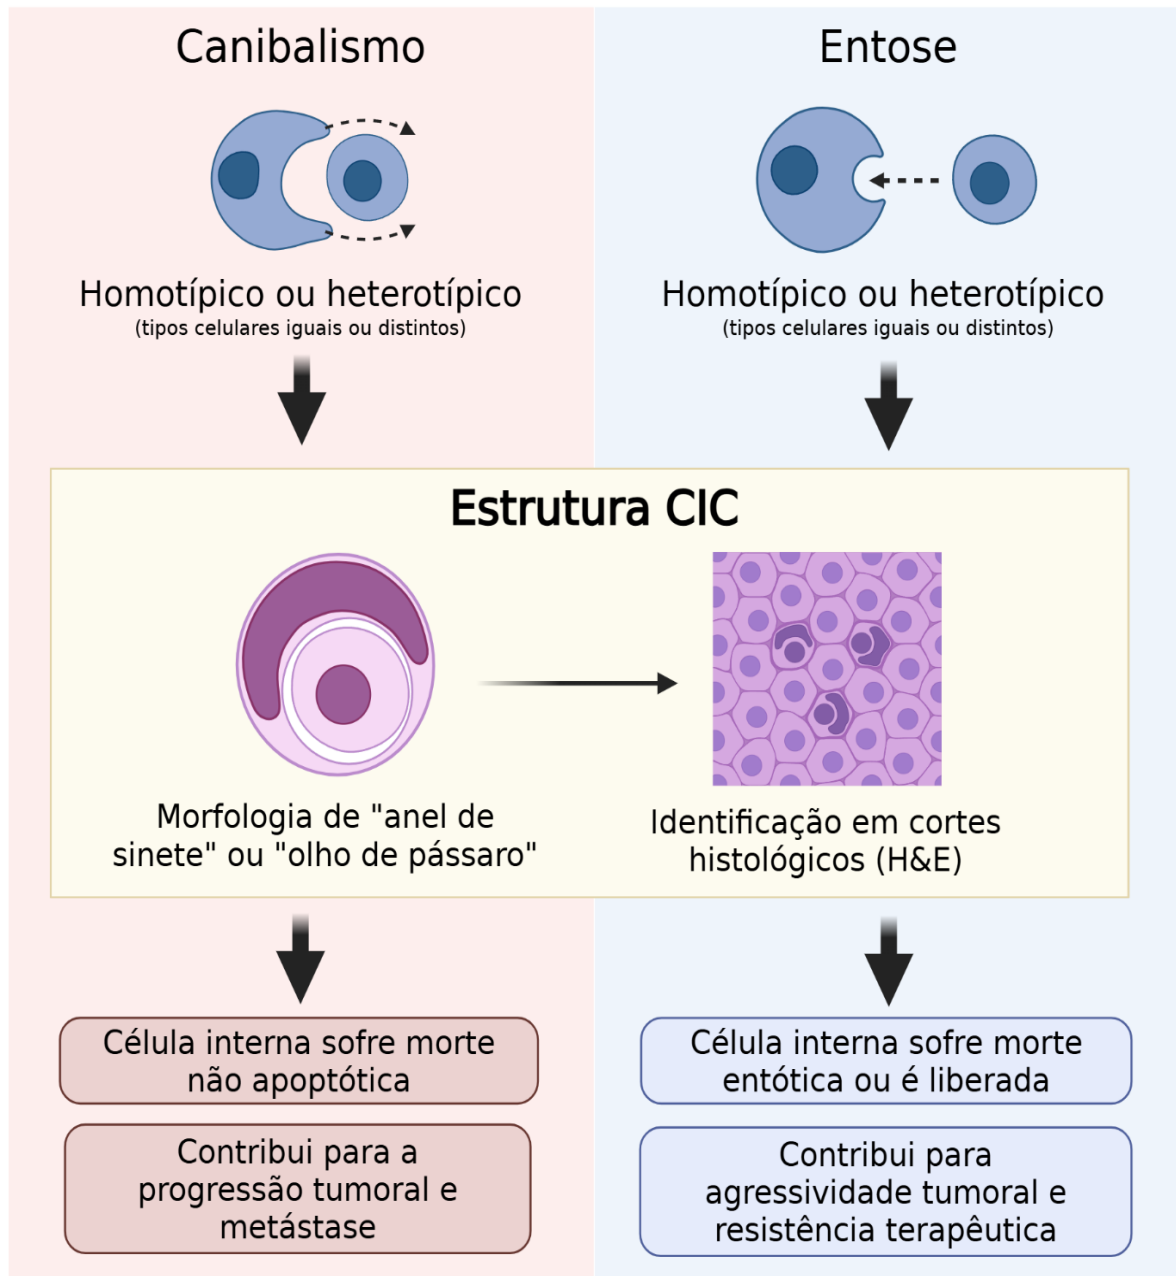 Canibalismo
Entose
Homotípico ou heterotípico
(tipos celulares iguais ou distintos)
Homotípico ou heterotípico
(tipos celulares iguais ou distintos)
Estrutura CIC
Morfologia de "anel de
sinete" ou "olho de pássaro"
Identificação em cortes
histológicos (H&E)
Célula interna sofre morte
não apoptótica
Contribui para a
progressão tumoral e
metástase
Célula interna sofre morte
entótica ou é liberada
Contribui para
agressividade tumoral e
resistência terapêutica